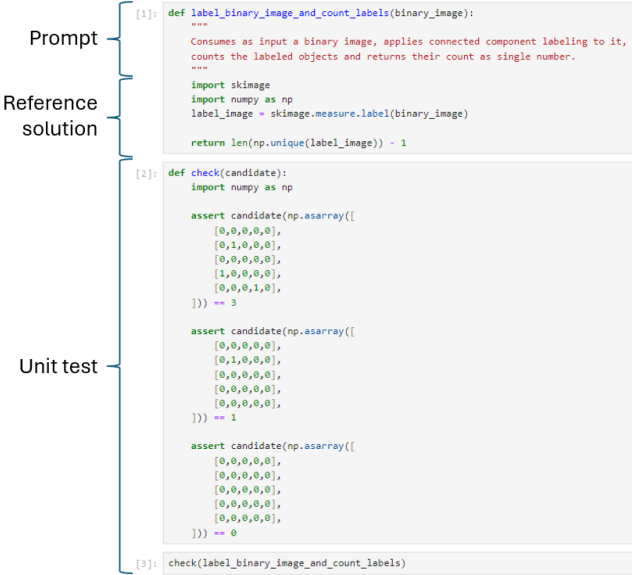 Prompt
Reference
solution
Unit test
[1]: def label_binary_image_and_count_labels(binary_image):
"""
Consumes as input a binary image, applies connected component labeling to it,
counts the labeled objects and returns their count as single number.
"""
import skimage
import numpy as np
label_image = skimage.measure.label(binary_image)
return len(np.unique(label_image)) - 1
[2]: def check(candidate):
import numpy as np
assert candidate(np.asarray([
[0,0,0,0,0],
[0,1,0,0,0],
[0,0,0,0,0],
[1,0,0,0,0],
[0,0,0,1,0],
])) == 3
assert candidate(np.asarray([
[0,0,0,0,0],
[0,1,0,0,0],
[0,0,0,0,0],
[0,0,0,0,0],
[0,0,0,0,0],
])) == 1
assert candidate(np.asarray([
[0,0,0,0,0],
[0,0,0,0,0],
[0,0,0,0,0],
[0,0,0,0,0],
[0,0,0,0,0],
])) == 0
[3]: check(label_binary_image_and_count_labels)